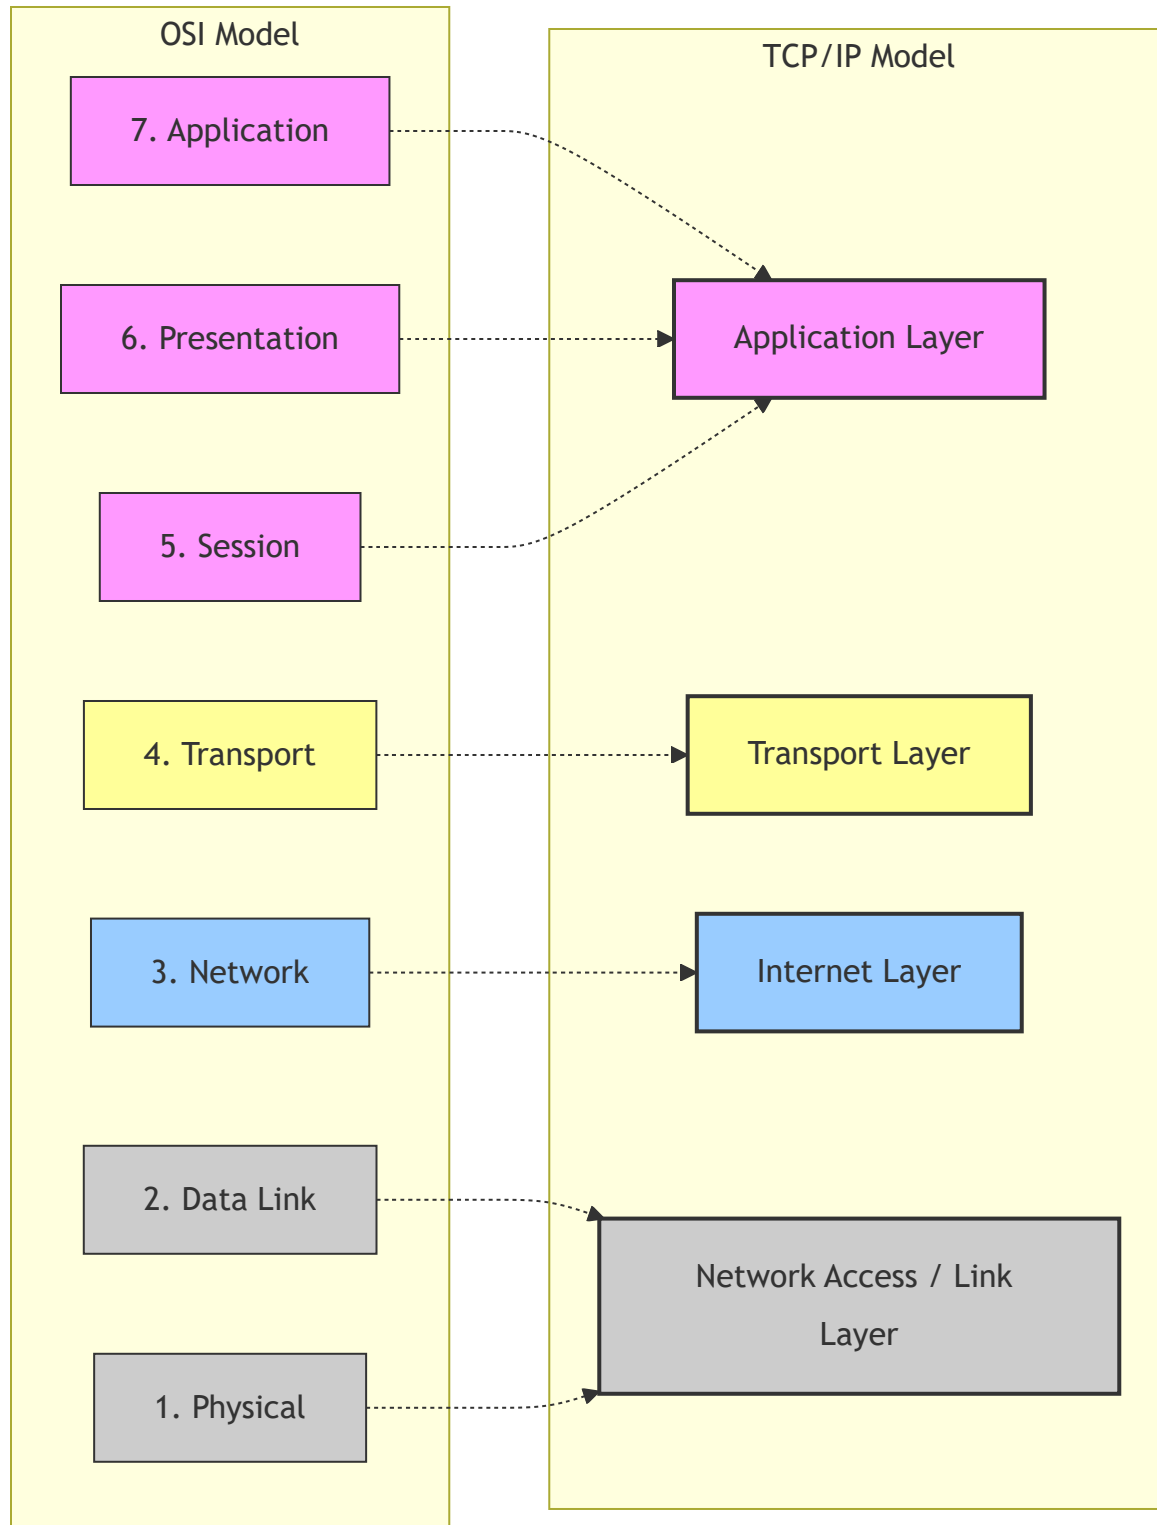 OSI Model
7. Application
6. Presentation
5. Session
4. Transport
3. Network
2. Data Link
1. Physical
TCP/IP Model
Application Layer
Transport Layer
Internet Layer
Network Access / Link
Layer